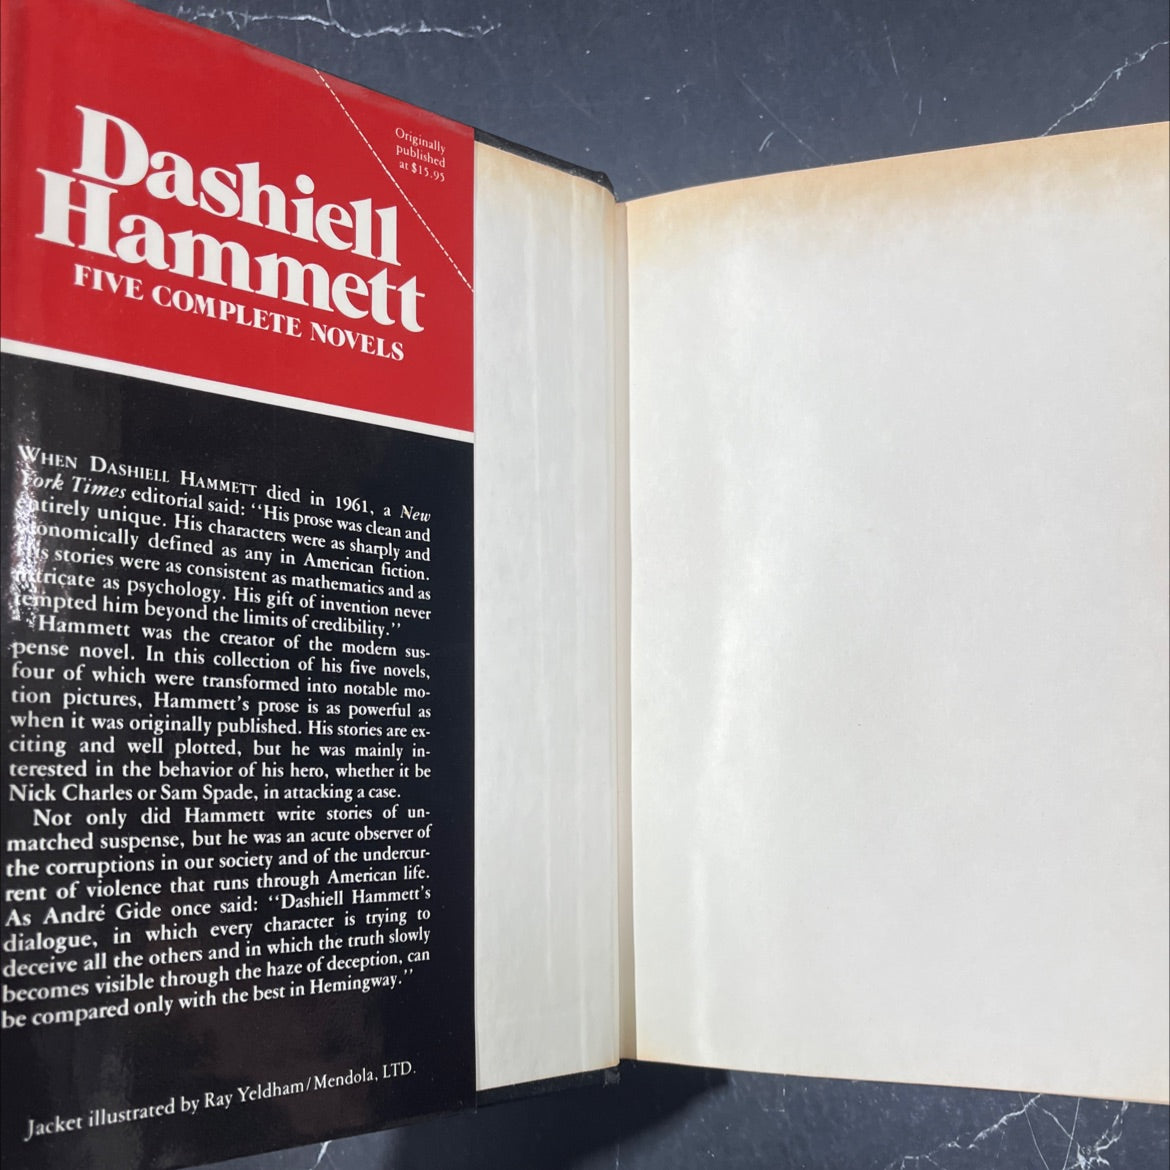 Originally
published
at $15.95
Dashiell
Hammett
FIVE COMPLETE NOVELS
WHEN DASHIELL HAMMETT died in 1961, a New
York Times editorial said: “His prose was clean and
entirely unique. His characters were as sharply and
economically defined as any in American fiction.
His stories were as consistent as mathematics and as
intricate as psychology. His gift of invention never
tempted him beyond the limits of credibility.”
Hammett was the creator of the modern sus-
pense novel. In this collection of his five novels,
four of which were transformed into notable mo-
tion pictures, Hammett's prose is as powerful as
when it was originally published. His stories are ex-
citing and well plotted, but he was mainly in-
terested in the behavior of his hero, whether it be
Nick Charles or Sam Spade, in attacking a case.
Not only did Hammett write stories of un-
matched suspense, but he was an acute observer of
the corruptions in our society and of the undercur-
rent of violence that runs through American life.
As André Gide once said: “Dashiell Hammett's
dialogue, in which every character is trying to
deceive all the others and in which the truth slowly
becomes visible through the haze of deception, can
be compared only with the best in Hemingway.”
Jacket illustrated by Ray Yeldham/Mendola, LTD.